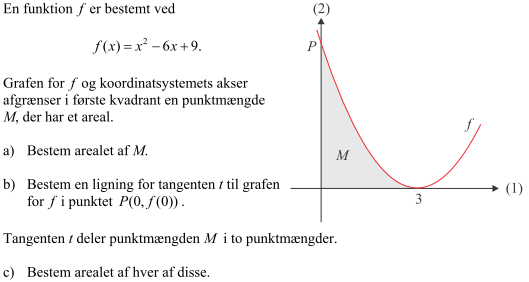 En funktion f er bestemt ved
f(x) = x² − 6x + 9.
Grafen for f og koordinatsystemets akser
afgrænser i første kvadrant en punktmængde
M, der har et areal.
a) Bestem arealet af M.
b) Bestem en ligning for tangenten t til grafen
for f i punktet P(0, f(0)).
Tangenten t deler punktmængden M i to punktmængder.
c) Bestem arealet af hver af disse.
(2)
P
f
M
(1)
3